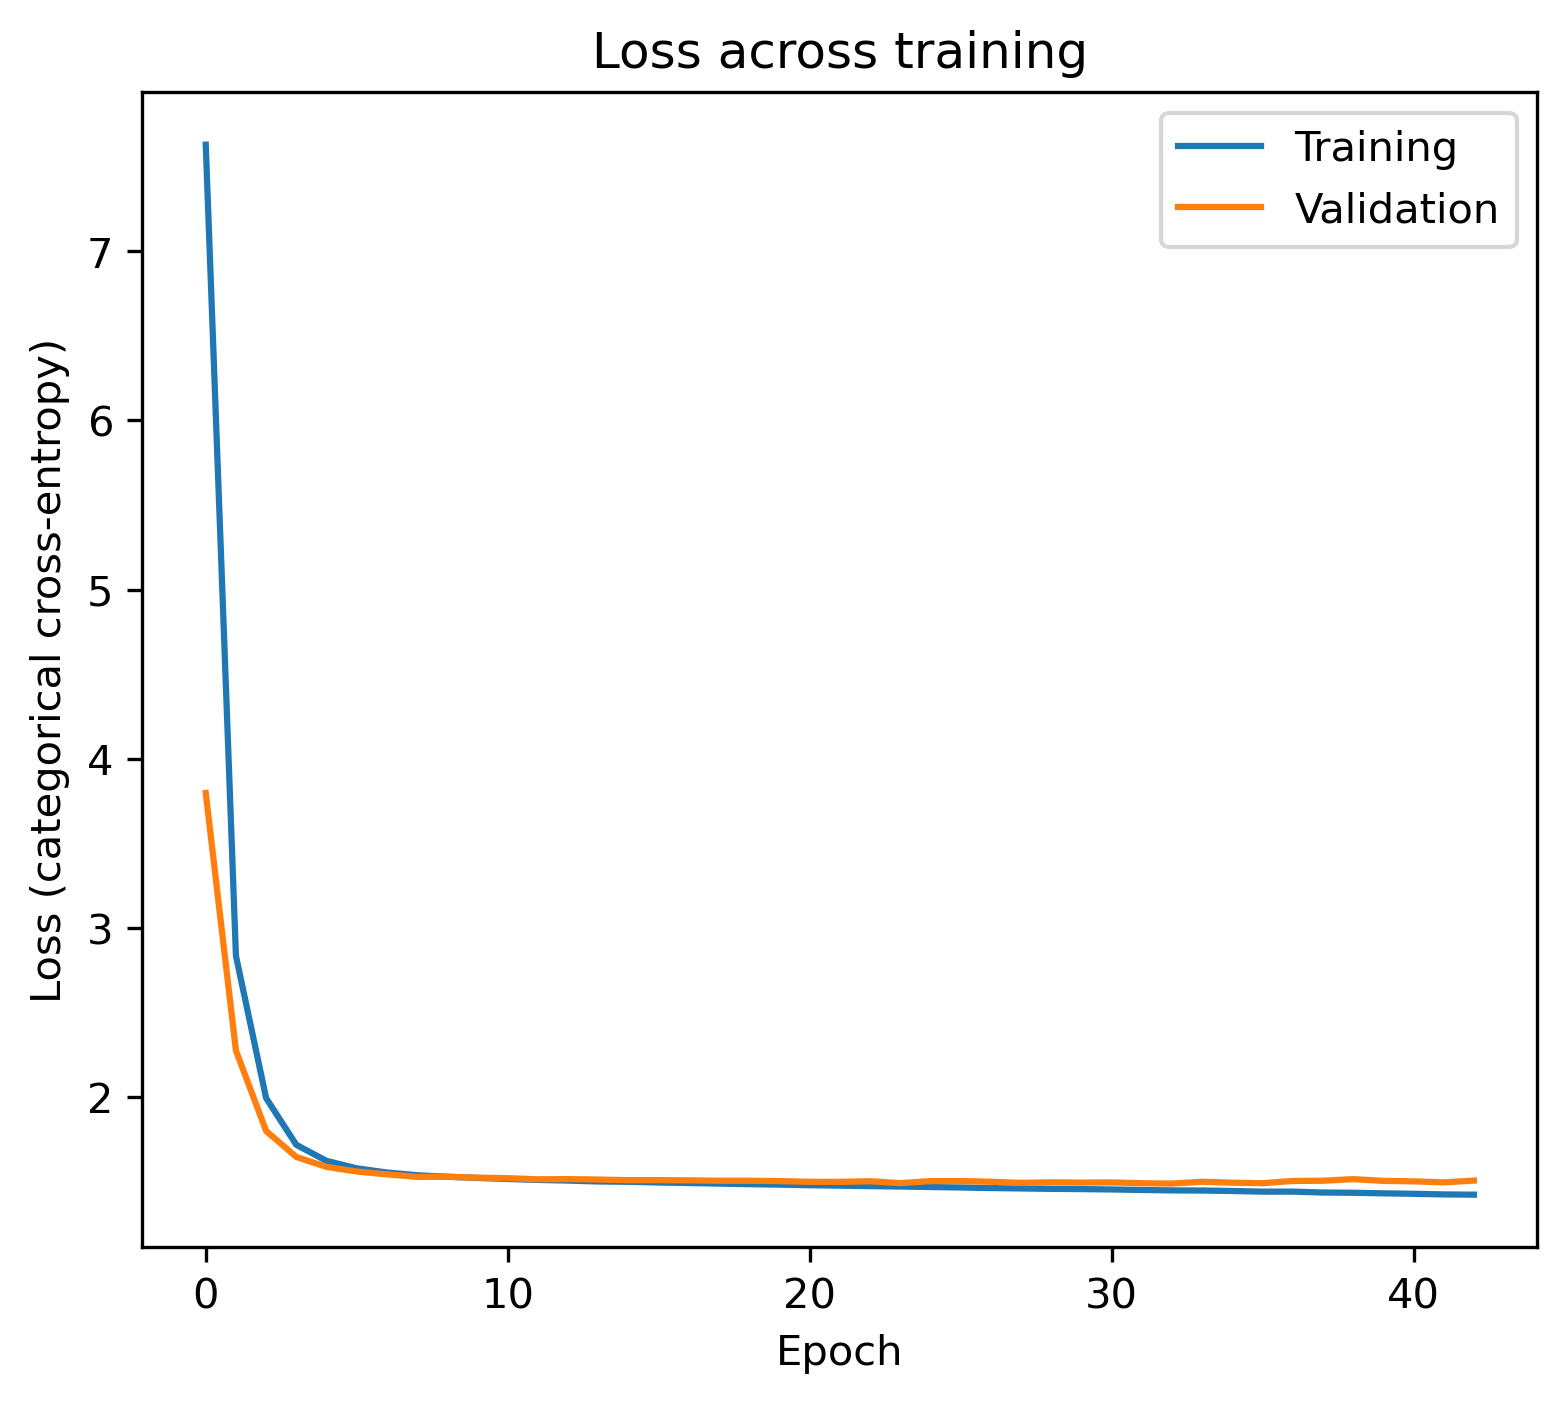 Loss across training
Training
Validation
Loss (categorical cross-entropy)
7
6
5
4
3
2
0 10 20 30 40
Epoch